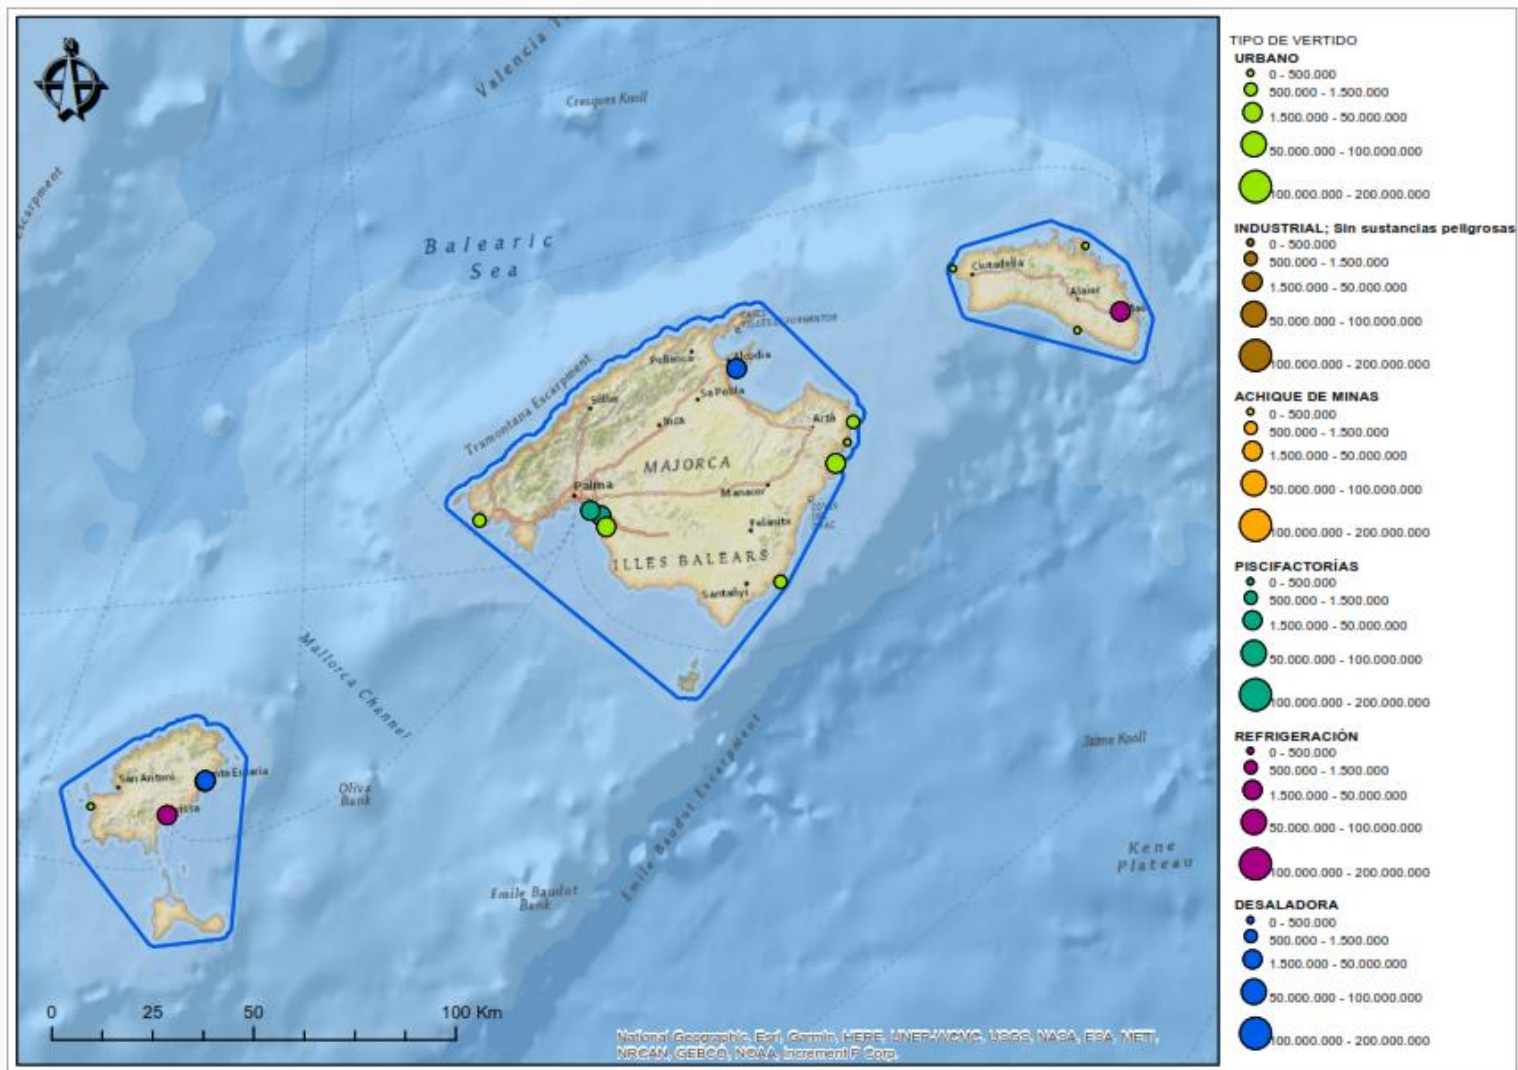 N
Valencia T
Cresques Knoll
Escarpment
Balearic
Sea
Ciutadella
Alaior
Mao
CASES
VELLES DE FORMENTOR
Pollença
Alcúdia
Tramontana Escarpment
Sóller
Sa Pobla
Inca
Artà
MAJORCA
Palma
Manacor
COVES
DEL
DRAC
Felanitx
ILLES BALEARS
Santanyí
Mallorca Channel
Jaime Knoll
San Antoni
nta Eulària
issa
Oliva
Bank
Emile Baudot Escarpment
Emile Baudot
Bank
Kene
Plateau
0 25 50 100 Km
National Geographic, Esri, Garmin, HERE, UNEP-WCMC, USGS, NASA, ESA, METI,
NRCAN, GEBCO, NOAA, Increment P Corp.
TIPO DE VERTIDO
URBANO
0 - 500.000
500.000 - 1.500.000
1.500.000 - 50.000.000
50.000.000 - 100.000.000
100.000.000 - 200.000.000
INDUSTRIAL; Sin sustancias peligrosas
0 - 500.000
500.000 - 1.500.000
1.500.000 - 50.000.000
50.000.000 - 100.000.000
100.000.000 - 200.000.000
ACHIQUE DE MINAS
0 - 500.000
500.000 - 1.500.000
1.500.000 - 50.000.000
50.000.000 - 100.000.000
100.000.000 - 200.000.000
PISCIFACTORÍAS
0 - 500.000
500.000 - 1.500.000
1.500.000 - 50.000.000
50.000.000 - 100.000.000
100.000.000 - 200.000.000
REFRIGERACIÓN
0 - 500.000
500.000 - 1.500.000
1.500.000 - 50.000.000
50.000.000 - 100.000.000
100.000.000 - 200.000.000
DESALADORA
0 - 500.000
500.000 - 1.500.000
1.500.000 - 50.000.000
50.000.000 - 100.000.000
100.000.000 - 200.000.000